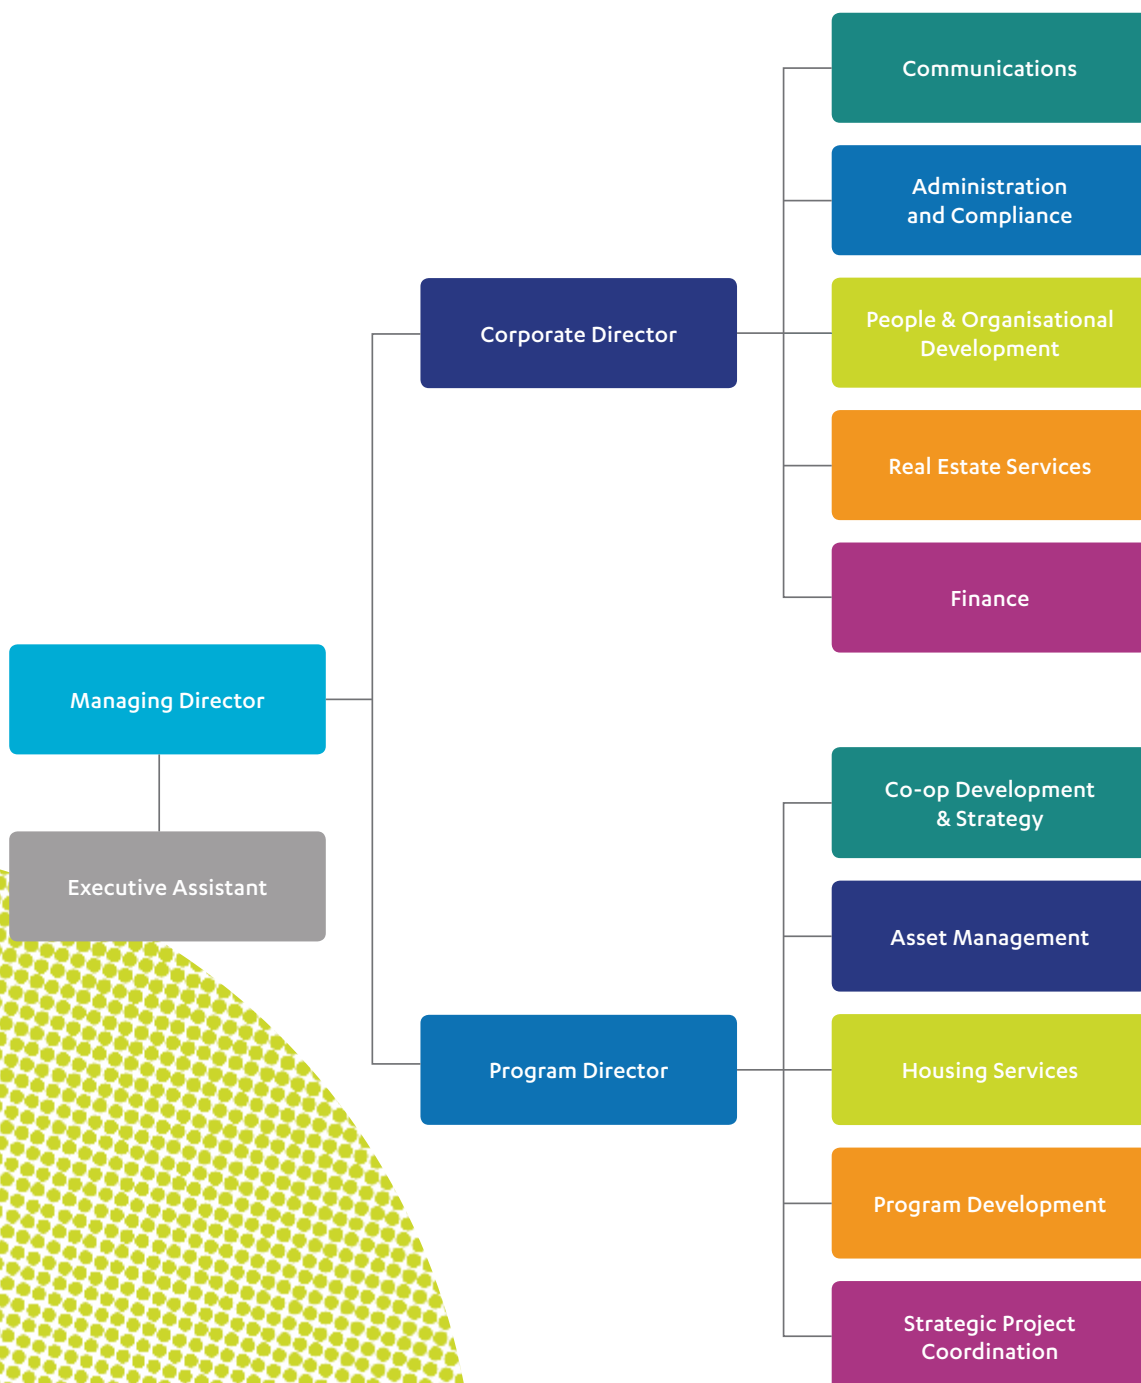 Communications
Administration
and Compliance
People & Organisational
Development
Corporate Director
Real Estate Services
Finance
Managing Director
Executive Assistant
Co-op Development
& Strategy
Asset Management
Program Director
Housing Services
Program Development
Strategic Project
Coordination